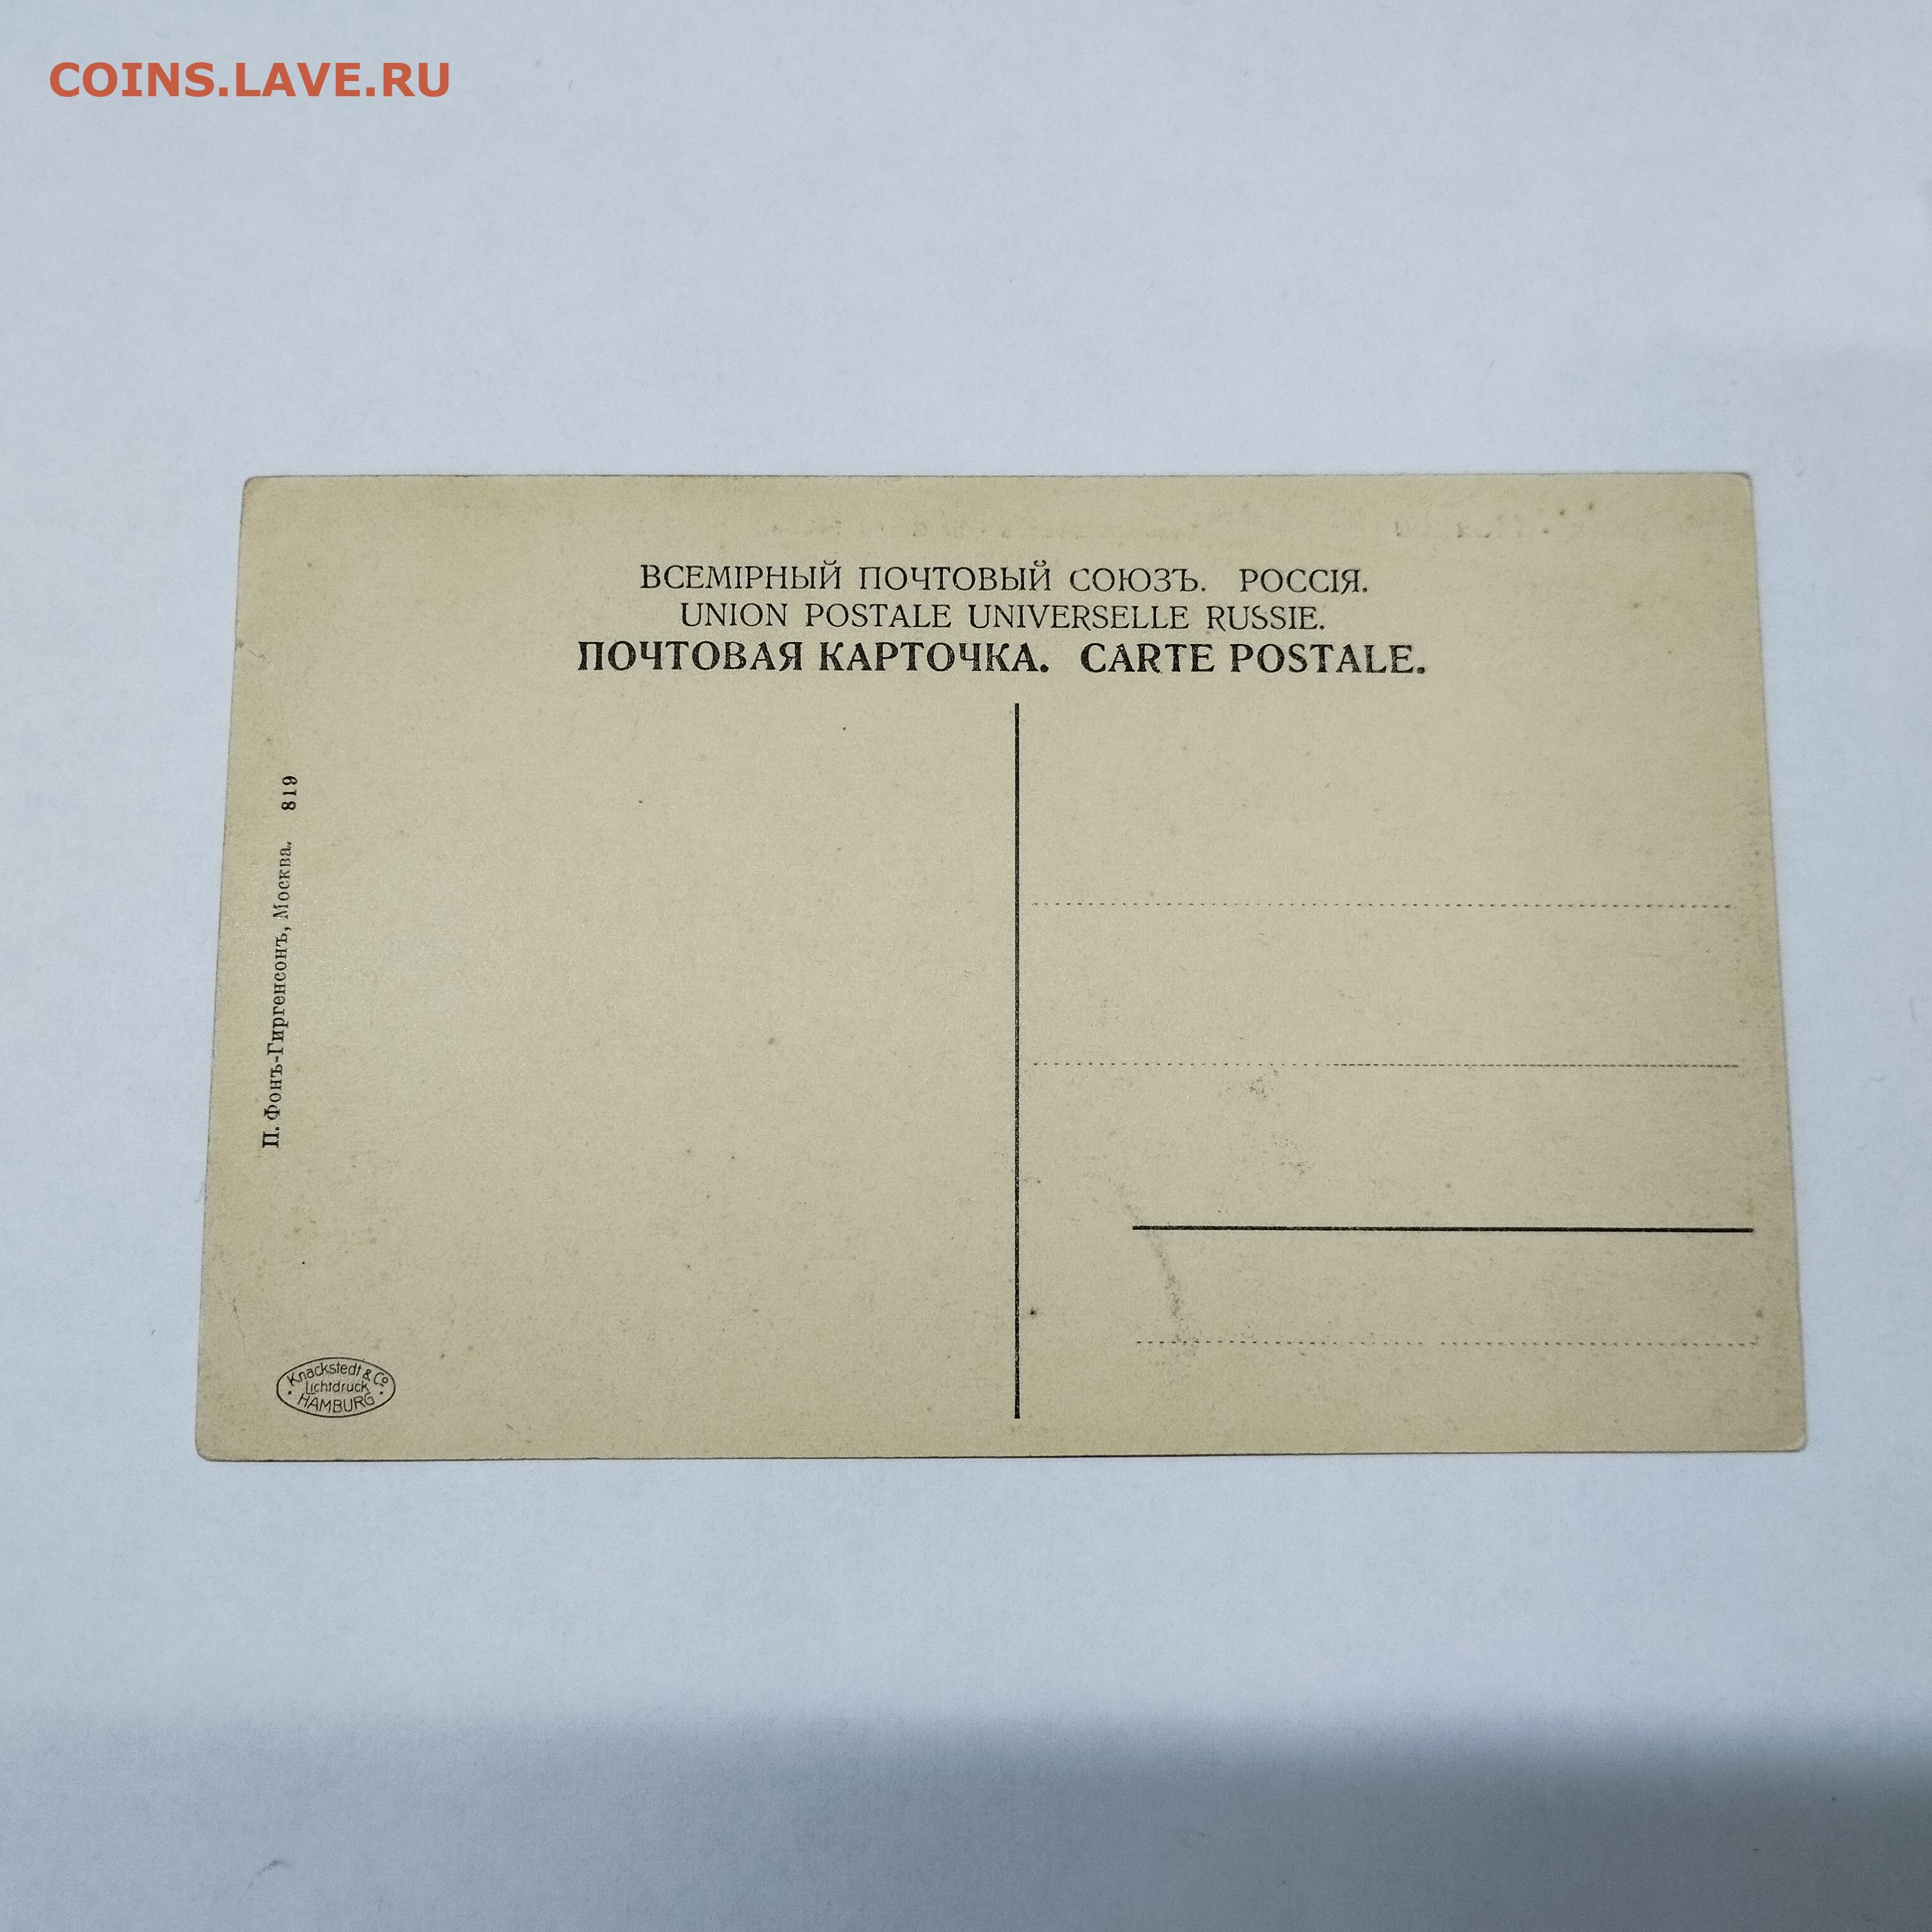 COINS.LAVE.RU
ВСЕМІРНЫЙ ПОЧТОВЫЙ СОЮЗЪ. РОССІЯ.
UNION POSTALE UNIVERSELLE RUSSIE.
ПОЧТОВАЯ КАРТОЧКА. CARTE POSTALE.
П. Фонъ-Гиргенсонъ, Москва. 819
Knackstedt & Co
Lichtdruck
HAMBURG